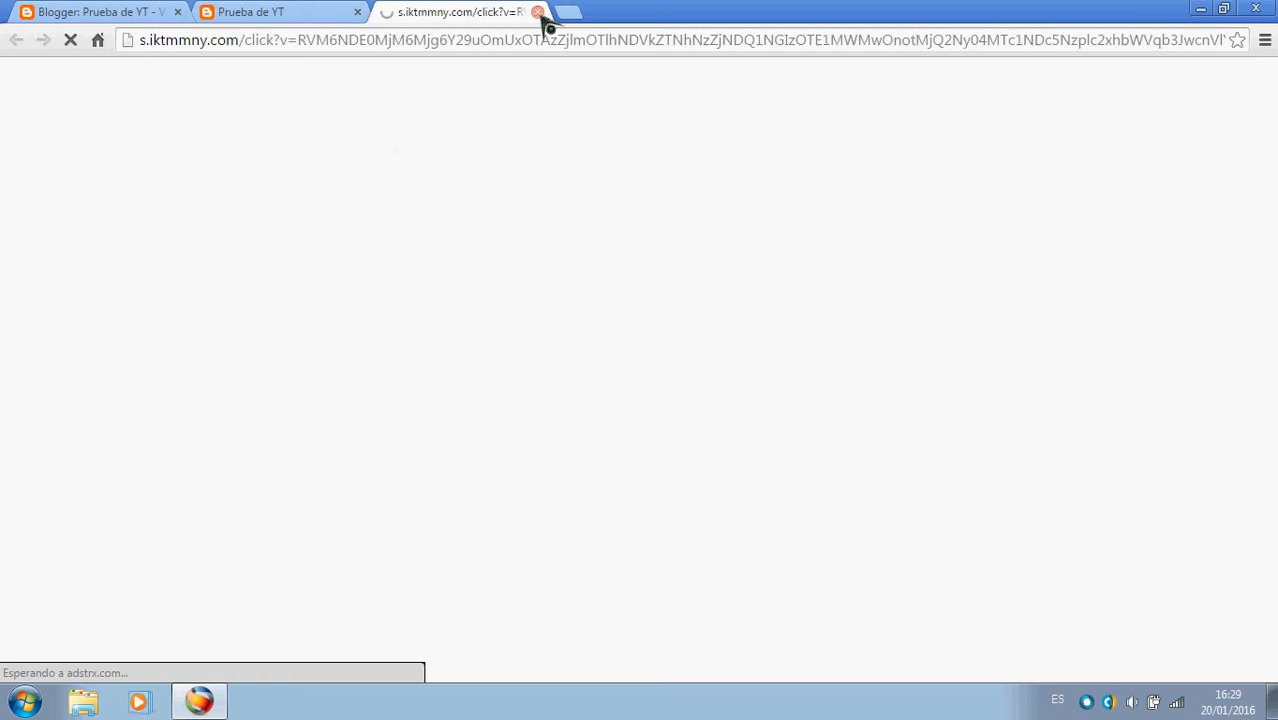 Blogger: Prueba de YT - V
Prueba de YT
s.iktmmny.com/click?v=R
s.iktmmny.com/click?v=RVM6NDE0MjM6Mjg6Y29uOmUxOTAzZjlmOTlhNDVkZTNhNzZjNDQ1NGIzOTE1MWMwOnotMjQ2Ny04MTc1NDc5Nzplc2xhbWVqb3JwcnVl
Esperando a adstrx.com...
ES
16:29
20/01/2016